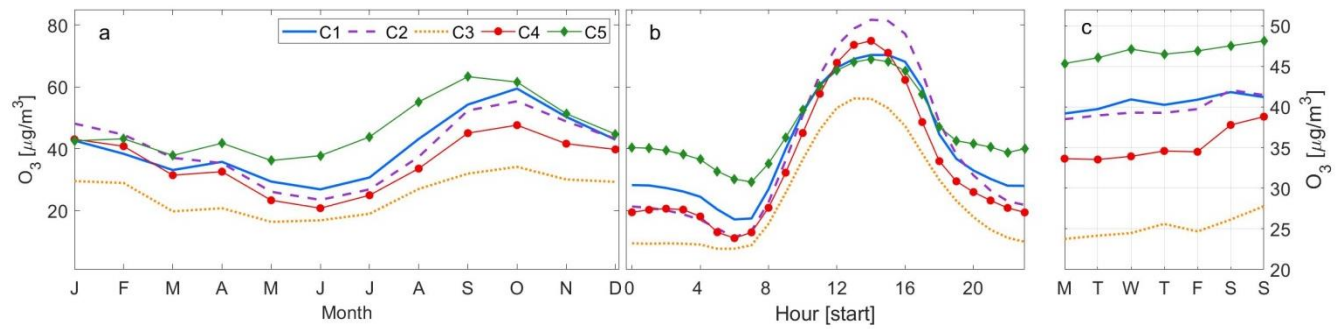 80
60
40
20
O3 [μg/m3]
a
C1 C2 C3 C4 C5
J F M A M J J A S O N D
Month
b
0 4 8 12 16 20
Hour [start]
c
50
45
40
35
30
25
20
O3 [μg/m3]
M T W T F S S